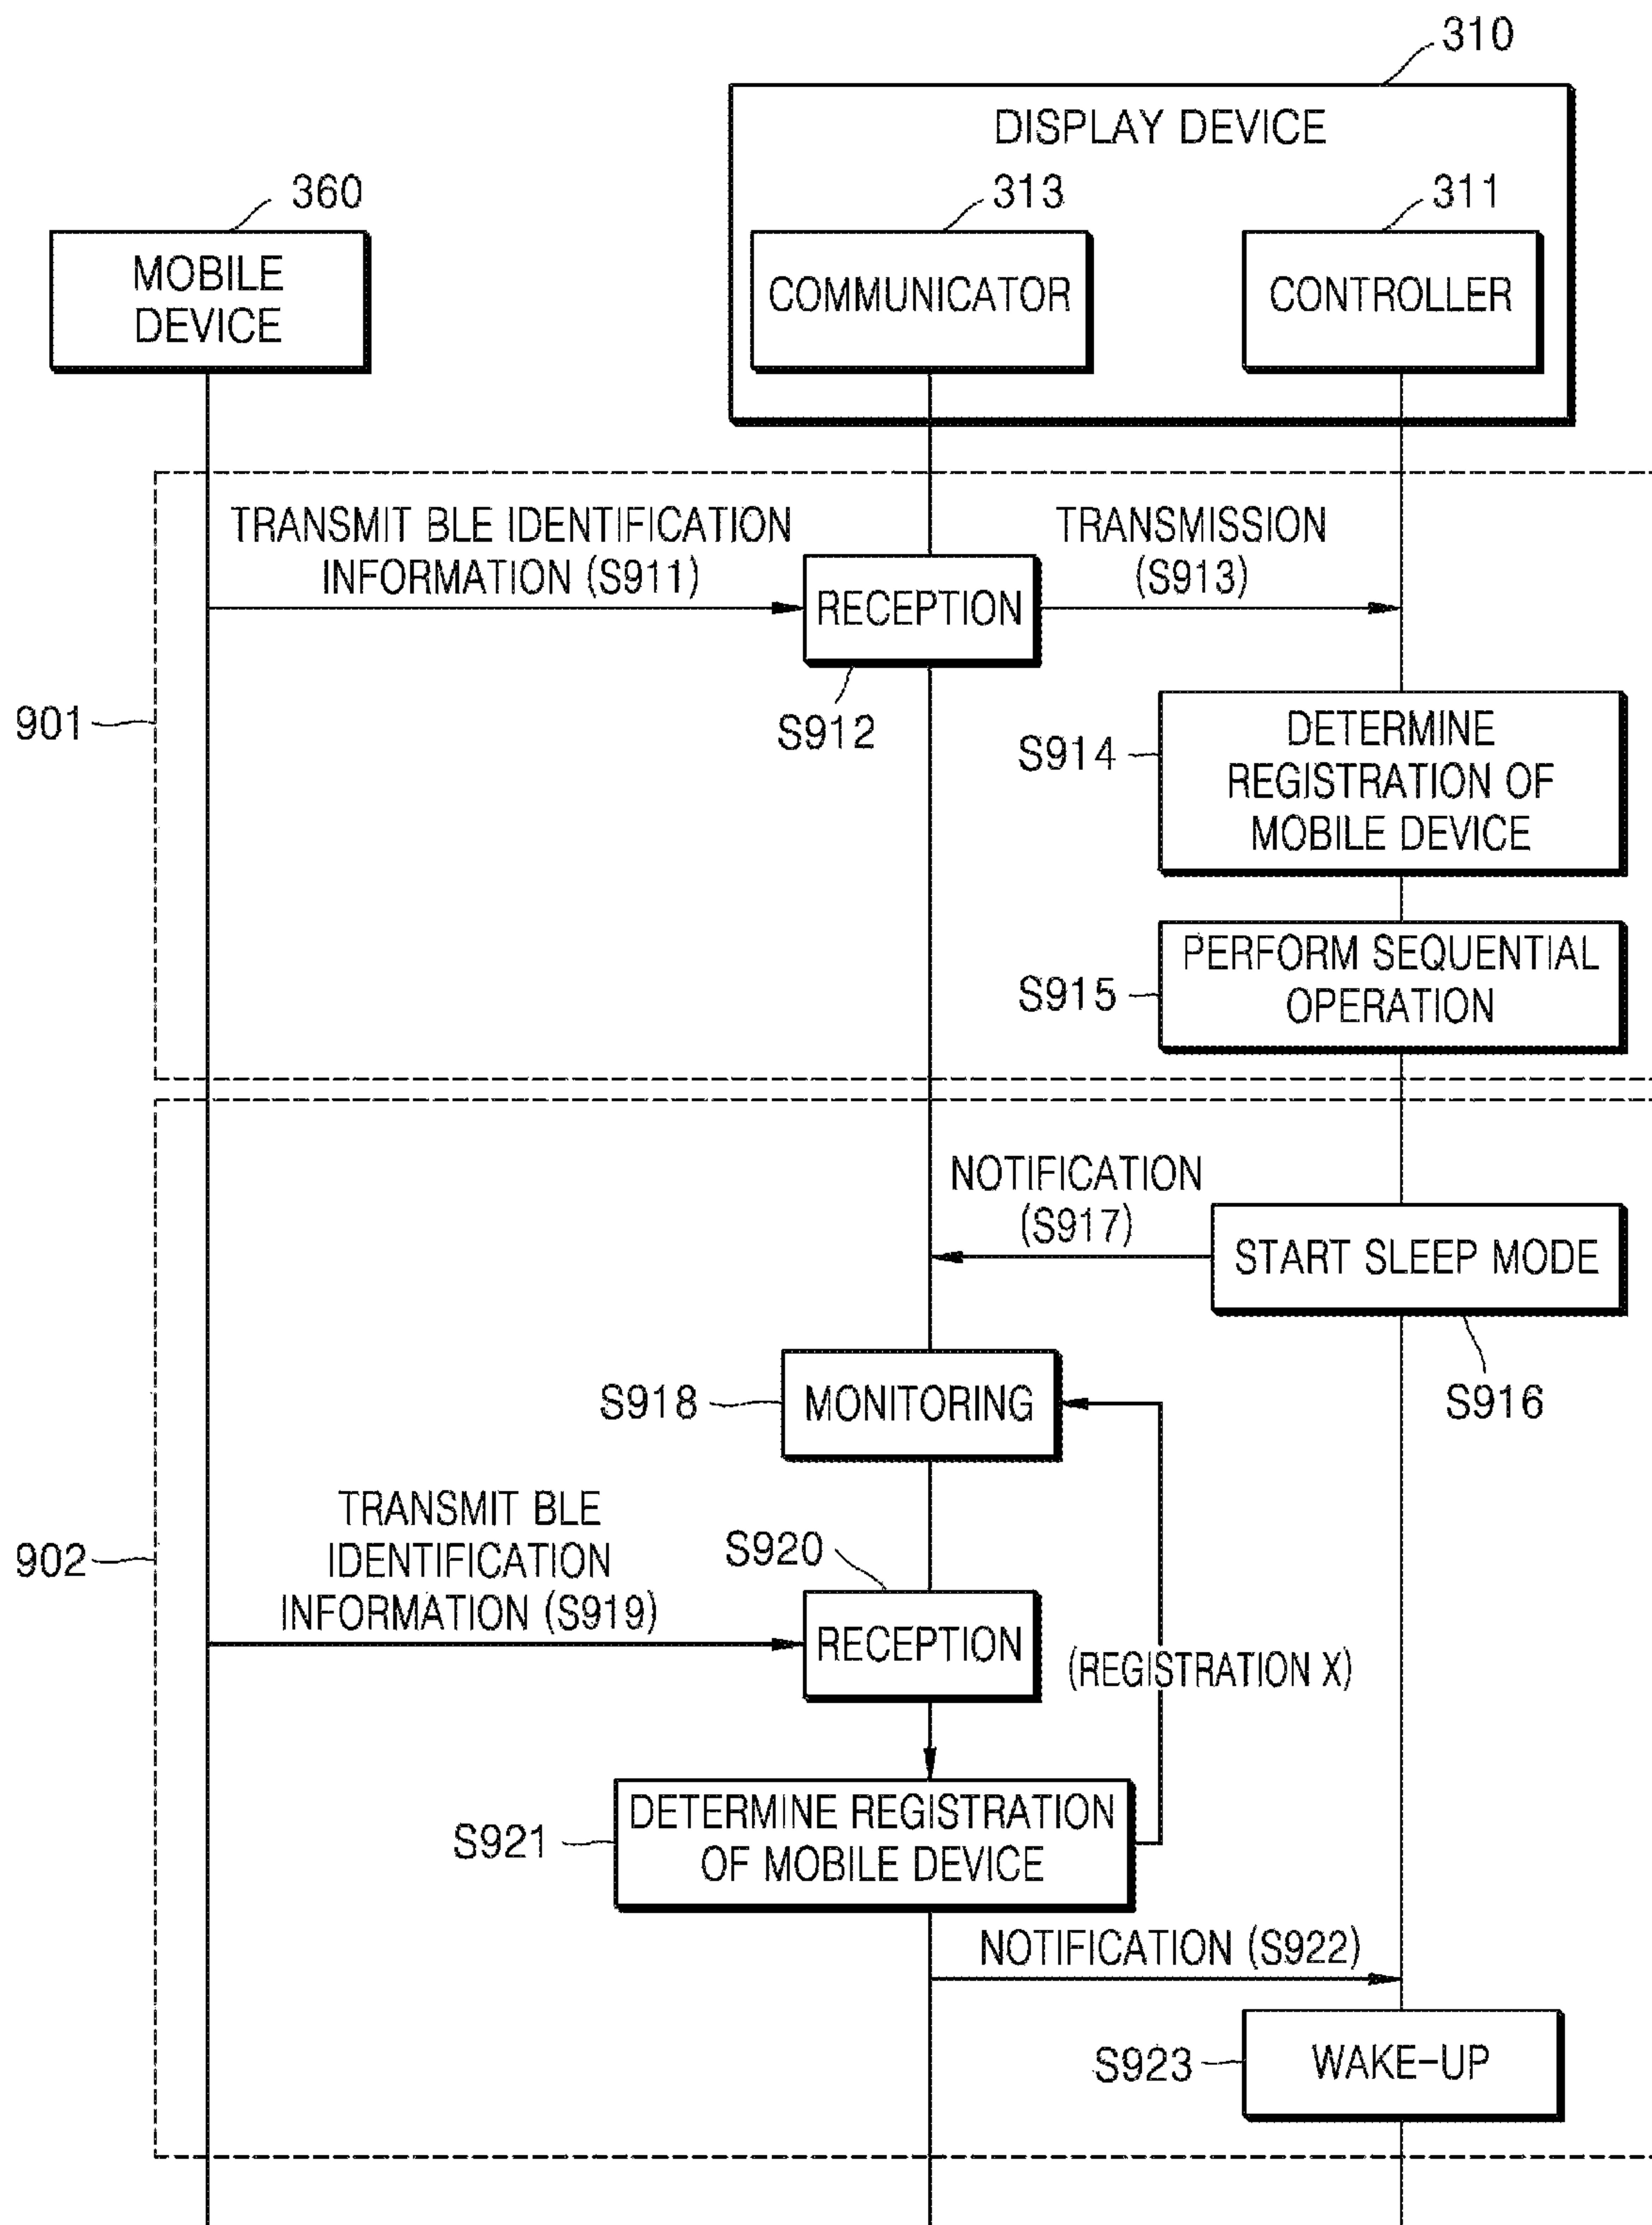 310
DISPLAY DEVICE
360
313
311
MOBILE
DEVICE
COMMUNICATOR
CONTROLLER
TRANSMIT BLE IDENTIFICATION
INFORMATION (S911)
TRANSMISSION
(S913)
RECEPTION
S912
901
S914
DETERMINE
REGISTRATION OF
MOBILE DEVICE
S915
PERFORM SEQUENTIAL
OPERATION
NOTIFICATION
(S917)
START SLEEP MODE
S916
S918
MONITORING
902
TRANSMIT BLE
IDENTIFICATION
INFORMATION (S919)
S920
RECEPTION
(REGISTRATION X)
S921
DETERMINE REGISTRATION
OF MOBILE DEVICE
NOTIFICATION (S922)
S923
WAKE-UP